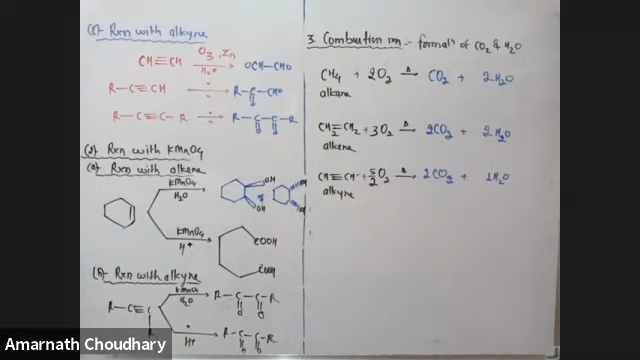 (C) Rxn with alkyne
CH≡CH O3, Zn H2O OCH-CHO
R-C≡CH " " R-C-CHO O
R-C≡C-R " " R-C-C-R O O
(2) Rxn with KMnO4
(a) Rxn with alkene
KMnO4 H2O OH OH
KMnO4 H+ COOH COOH
(b) Rxn with alkyne
R-C≡C R KMnO4 H2O R-C-C-R O O
" H+ R-C-C-R O O
3. Combustion rxn :- formatn of CO2 & H2O
CH4 + 2O2 Δ CO2 + 2H2O
alkane
CH2=CH2 + 3O2 Δ 2CO2 + 2H2O
alkene
CH≡CH + 5/2 O2 Δ 2CO2 + 1H2O
alkyne
Amarnath Choudhary